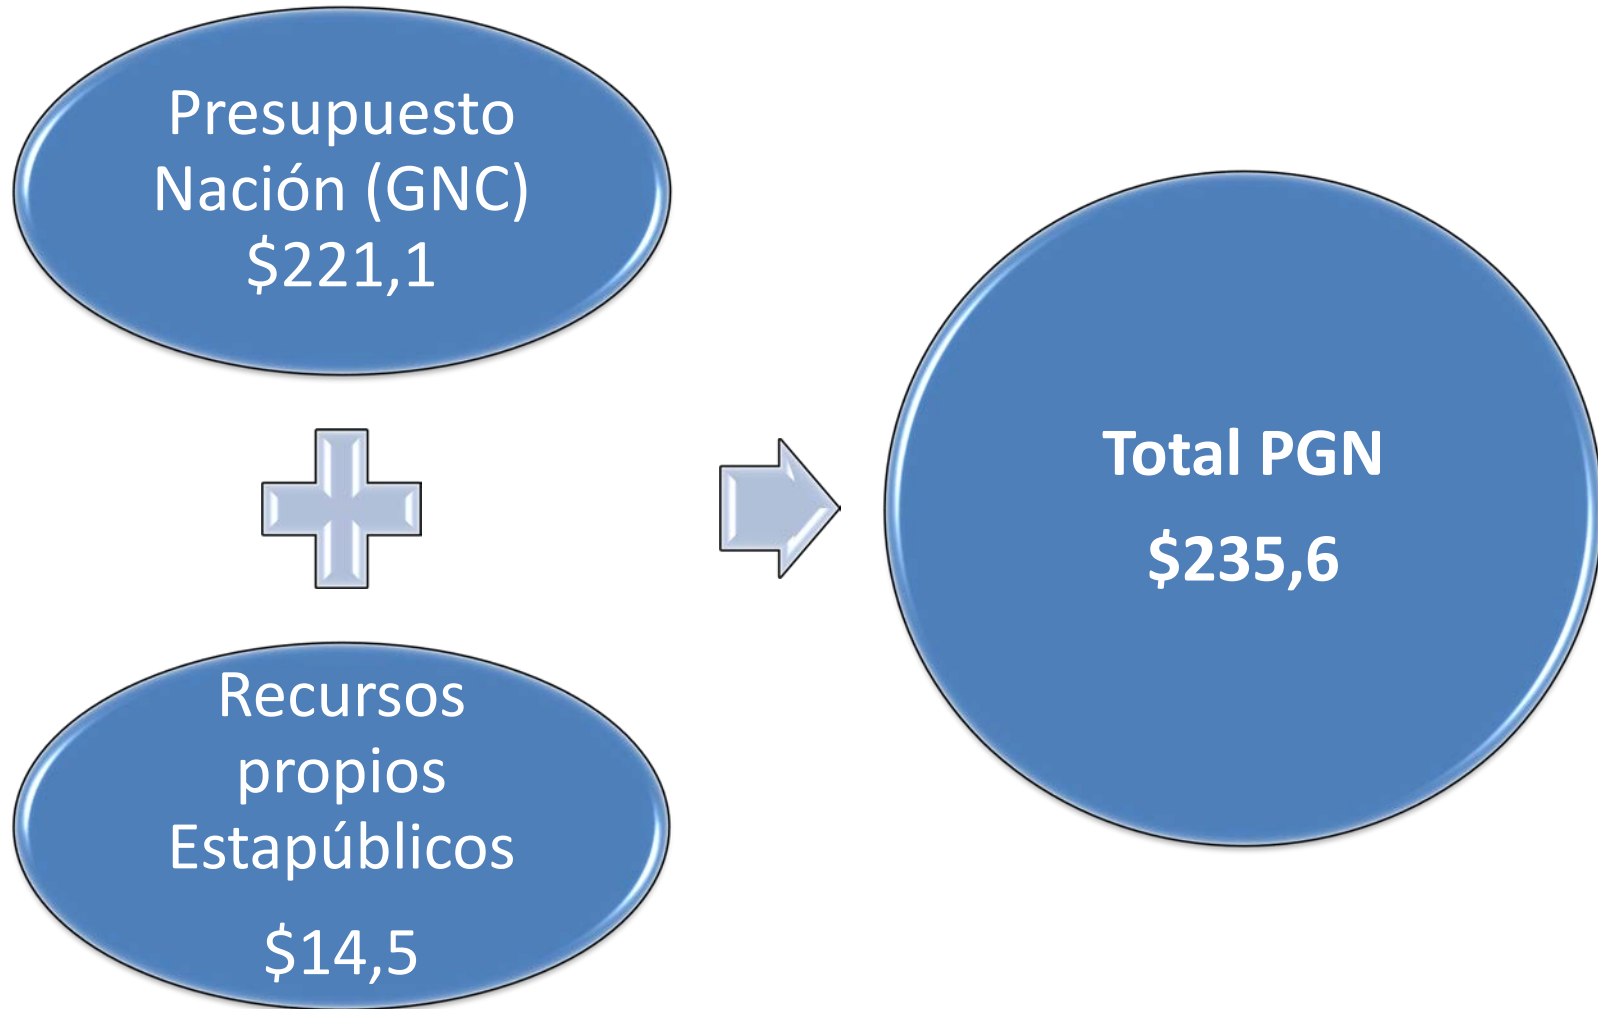 Presupuesto
Nación (GNC)
$221,1
Recursos
propios
Estapúblicos
$14,5
Total PGN
$235,6